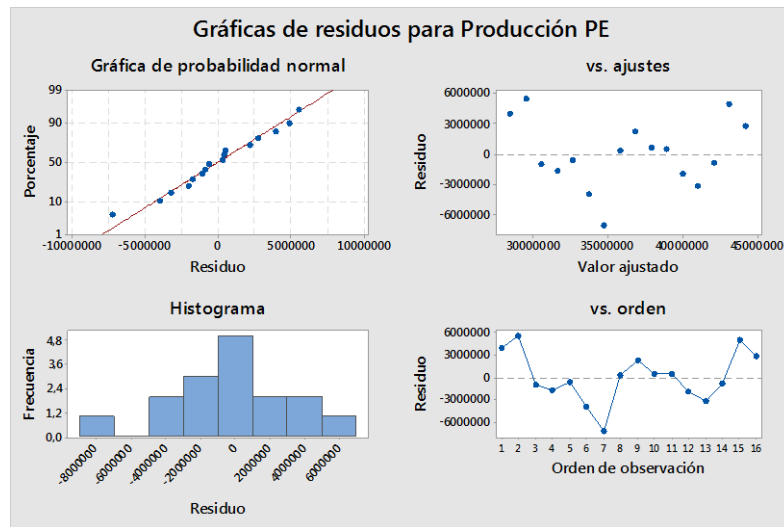 Gráficas de residuos para Producción PE
Gráfica de probabilidad normal
Porcentaje
99
90
50
10
1
-10000000 -5000000 0 5000000 10000000
Residuo
vs. ajustes
Residuo
6000000
3000000
0
-3000000
-6000000
30000000 35000000 40000000 45000000
Valor ajustado
Histograma
Frecuencia
4,8
3,6
2,4
1,2
0,0
-8000000 -6000000 -4000000 -2000000 0 2000000 4000000 6000000
Residuo
vs. orden
Residuo
6000000
3000000
0
-3000000
-6000000
1 2 3 4 5 6 7 8 9 10 11 12 13 14 15 16
Orden de observación